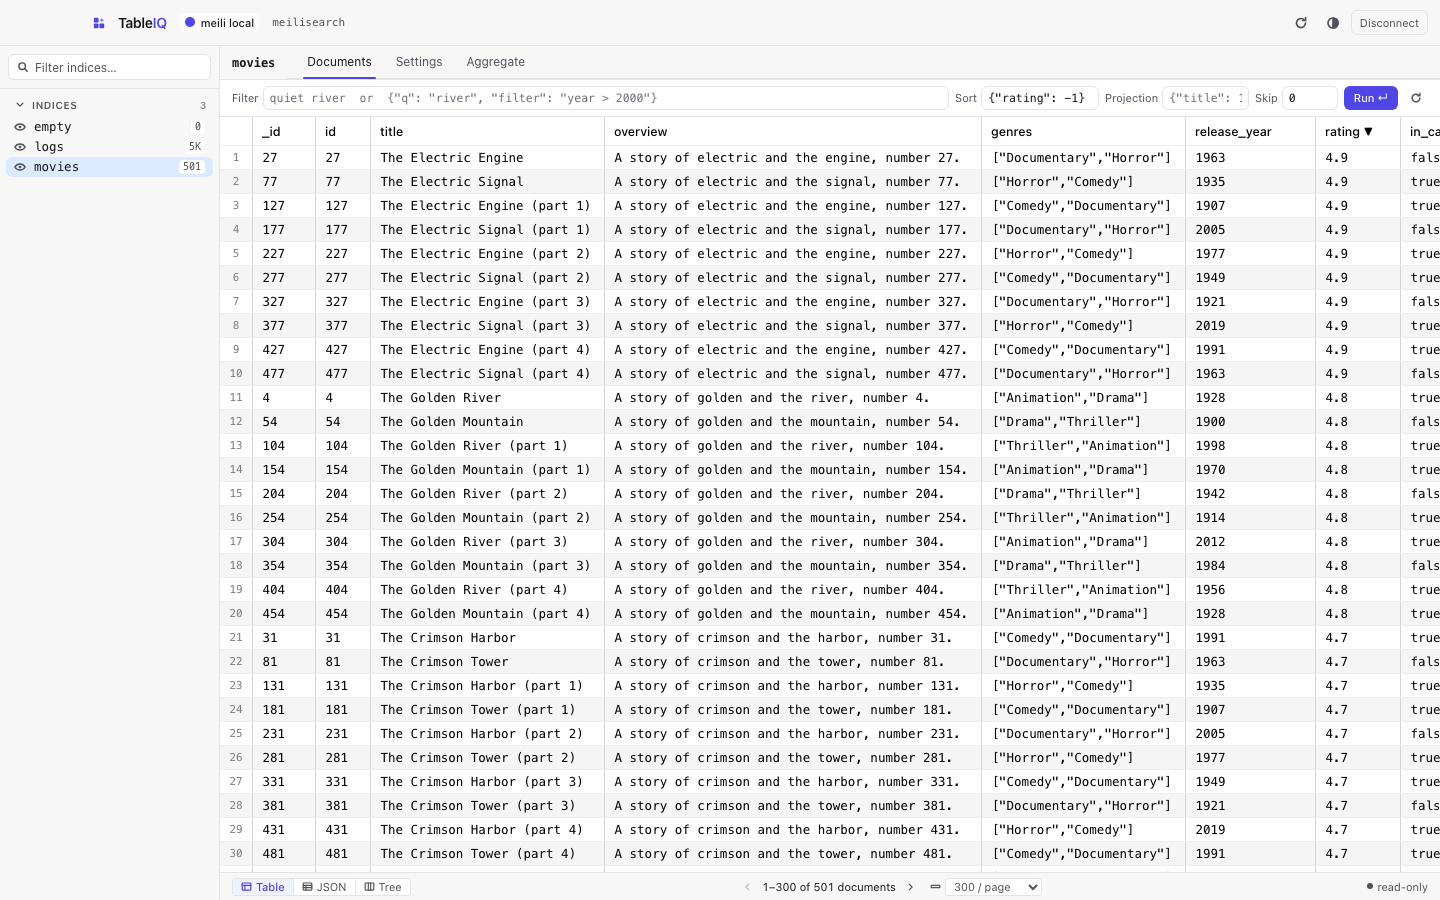 TableIQ meili local meilisearch Disconnect
Filter indices...
movies Documents Settings Aggregate
Filter quiet river or {"q": "river", "filter": "year > 2000"} Sort {"rating": −1} Projection {"title": 1 Skip 0 Run ↵
INDICES 3
empty 0
logs 5K
movies 501
_id id title overview genres release_year rating ▼ in_ca
1 27 27 The Electric Engine A story of electric and the engine, number 27. ["Documentary","Horror"] 1963 4.9 fals
2 77 77 The Electric Signal A story of electric and the signal, number 77. ["Horror","Comedy"] 1935 4.9 true
3 127 127 The Electric Engine (part 1) A story of electric and the engine, number 127. ["Comedy","Documentary"] 1907 4.9 true
4 177 177 The Electric Signal (part 1) A story of electric and the signal, number 177. ["Documentary","Horror"] 2005 4.9 fals
5 227 227 The Electric Engine (part 2) A story of electric and the engine, number 227. ["Horror","Comedy"] 1977 4.9 true
6 277 277 The Electric Signal (part 2) A story of electric and the signal, number 277. ["Comedy","Documentary"] 1949 4.9 true
7 327 327 The Electric Engine (part 3) A story of electric and the engine, number 327. ["Documentary","Horror"] 1921 4.9 fals
8 377 377 The Electric Signal (part 3) A story of electric and the signal, number 377. ["Horror","Comedy"] 2019 4.9 true
9 427 427 The Electric Engine (part 4) A story of electric and the engine, number 427. ["Comedy","Documentary"] 1991 4.9 true
10 477 477 The Electric Signal (part 4) A story of electric and the signal, number 477. ["Documentary","Horror"] 1963 4.9 fals
11 4 4 The Golden River A story of golden and the river, number 4. ["Animation","Drama"] 1928 4.8 true
12 54 54 The Golden Mountain A story of golden and the mountain, number 54. ["Drama","Thriller"] 1900 4.8 fals
13 104 104 The Golden River (part 1) A story of golden and the river, number 104. ["Thriller","Animation"] 1998 4.8 true
14 154 154 The Golden Mountain (part 1) A story of golden and the mountain, number 154. ["Animation","Drama"] 1970 4.8 true
15 204 204 The Golden River (part 2) A story of golden and the river, number 204. ["Drama","Thriller"] 1942 4.8 fals
16 254 254 The Golden Mountain (part 2) A story of golden and the mountain, number 254. ["Thriller","Animation"] 1914 4.8 true
17 304 304 The Golden River (part 3) A story of golden and the river, number 304. ["Animation","Drama"] 2012 4.8 true
18 354 354 The Golden Mountain (part 3) A story of golden and the mountain, number 354. ["Drama","Thriller"] 1984 4.8 fals
19 404 404 The Golden River (part 4) A story of golden and the river, number 404. ["Thriller","Animation"] 1956 4.8 true
20 454 454 The Golden Mountain (part 4) A story of golden and the mountain, number 454. ["Animation","Drama"] 1928 4.8 true
21 31 31 The Crimson Harbor A story of crimson and the harbor, number 31. ["Comedy","Documentary"] 1991 4.7 true
22 81 81 The Crimson Tower A story of crimson and the tower, number 81. ["Documentary","Horror"] 1963 4.7 fals
23 131 131 The Crimson Harbor (part 1) A story of crimson and the harbor, number 131. ["Horror","Comedy"] 1935 4.7 true
24 181 181 The Crimson Tower (part 1) A story of crimson and the tower, number 181. ["Comedy","Documentary"] 1907 4.7 true
25 231 231 The Crimson Harbor (part 2) A story of crimson and the harbor, number 231. ["Documentary","Horror"] 2005 4.7 fals
26 281 281 The Crimson Tower (part 2) A story of crimson and the tower, number 281. ["Horror","Comedy"] 1977 4.7 true
27 331 331 The Crimson Harbor (part 3) A story of crimson and the harbor, number 331. ["Comedy","Documentary"] 1949 4.7 true
28 381 381 The Crimson Tower (part 3) A story of crimson and the tower, number 381. ["Documentary","Horror"] 1921 4.7 fals
29 431 431 The Crimson Harbor (part 4) A story of crimson and the harbor, number 431. ["Horror","Comedy"] 2019 4.7 true
30 481 481 The Crimson Tower (part 4) A story of crimson and the tower, number 481. ["Comedy","Documentary"] 1991 4.7 true
Table JSON Tree 1–300 of 501 documents 300 / page read-only